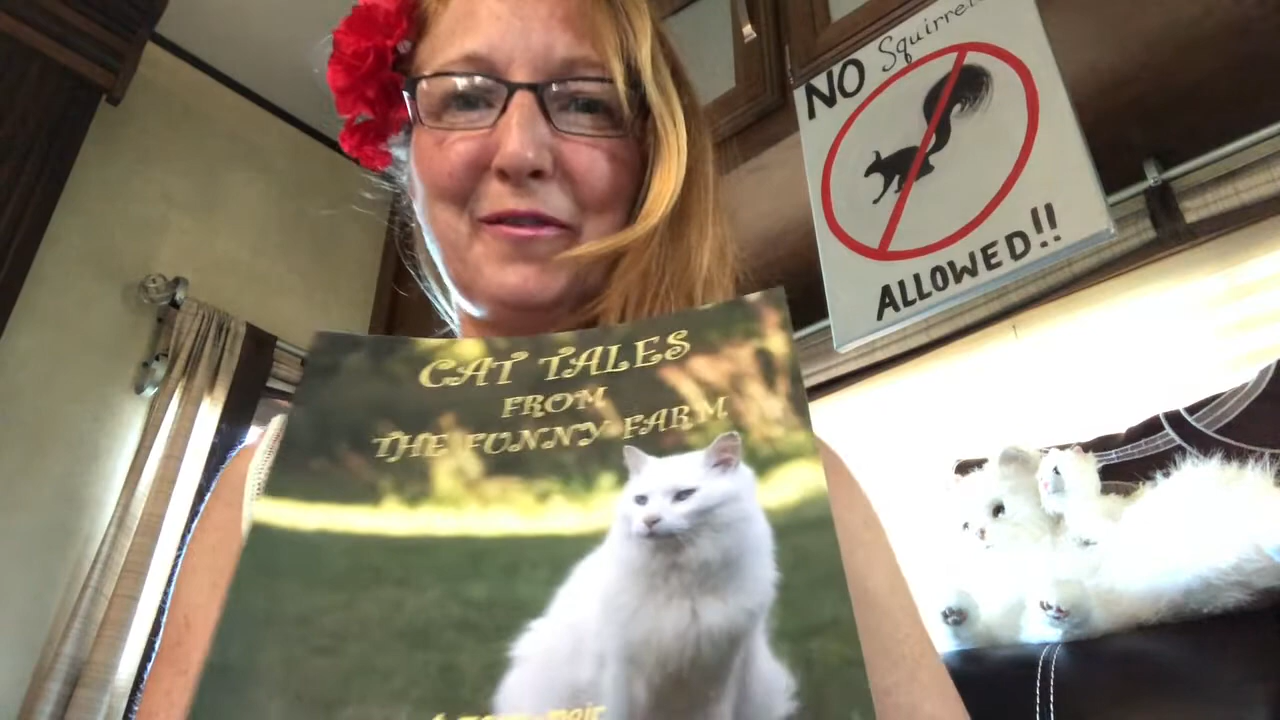 NO Squirrels
ALLOWED!!
CAT TALES
FROM
THE FUNNY FARM